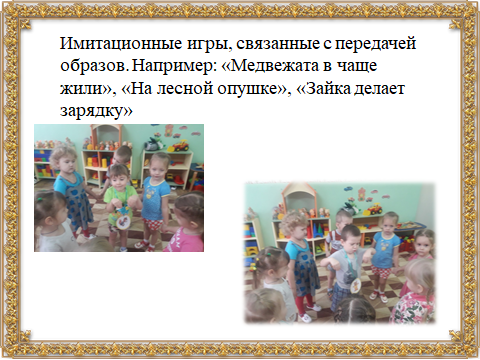 Имитационные игры, связанные с передачей
образов. Например: «Медвежата в чаще
жили», «На лесной опушке», «Зайка делает
зарядку»